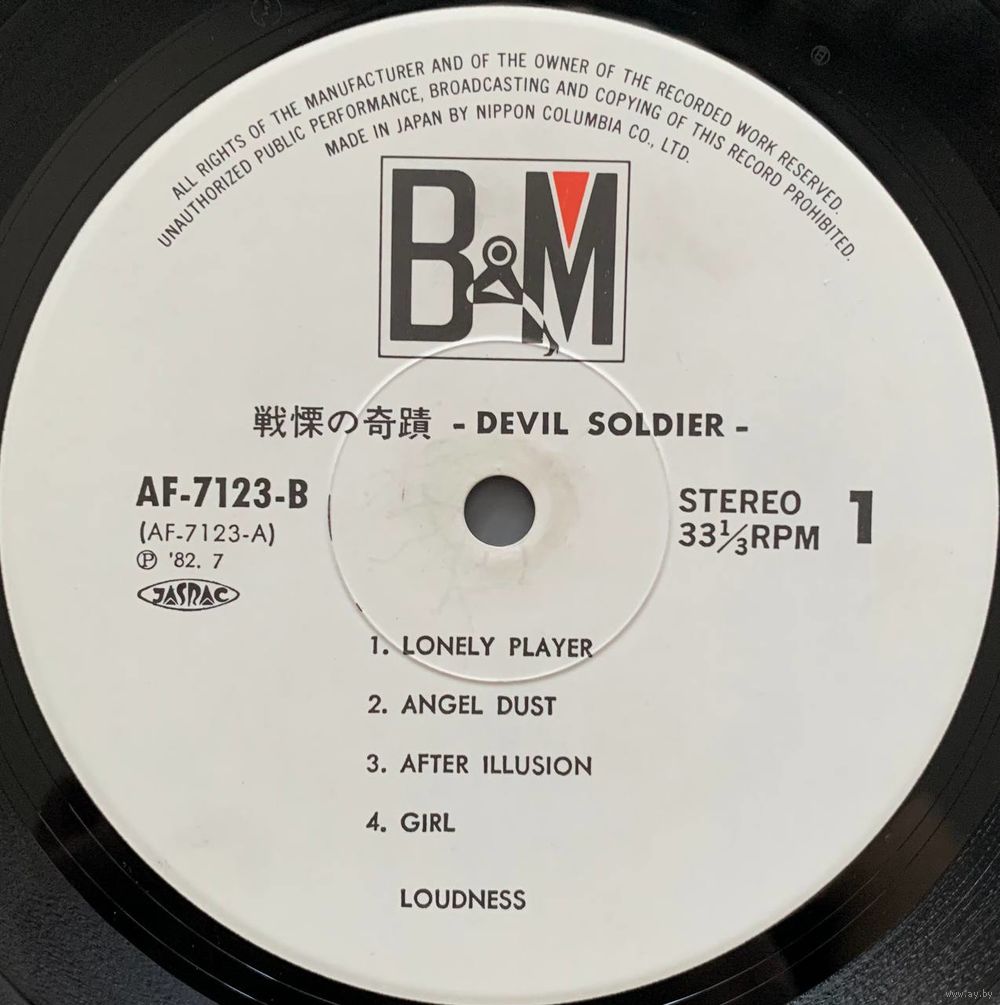 ALL RIGHTS OF THE MANUFACTURER AND OF THE OWNER OF THE RECORDED WORK RESERVED.
UNAUTHORIZED PUBLIC PERFORMANCE, BROADCASTING AND COPYING OF THIS RECORD PROHIBITED.
MADE IN JAPAN BY NIPPON COLUMBIA CO., LTD.
B&M
戦慄の奇蹟 - DEVIL SOLDIER -
AF-7123-B
(AF-7123-A)
Ⓟ '82. 7
JASRAC
STEREO
33⅓RPM
1
1. LONELY PLAYER
2. ANGEL DUST
3. AFTER ILLUSION
4. GIRL
LOUDNESS
www.ay.by